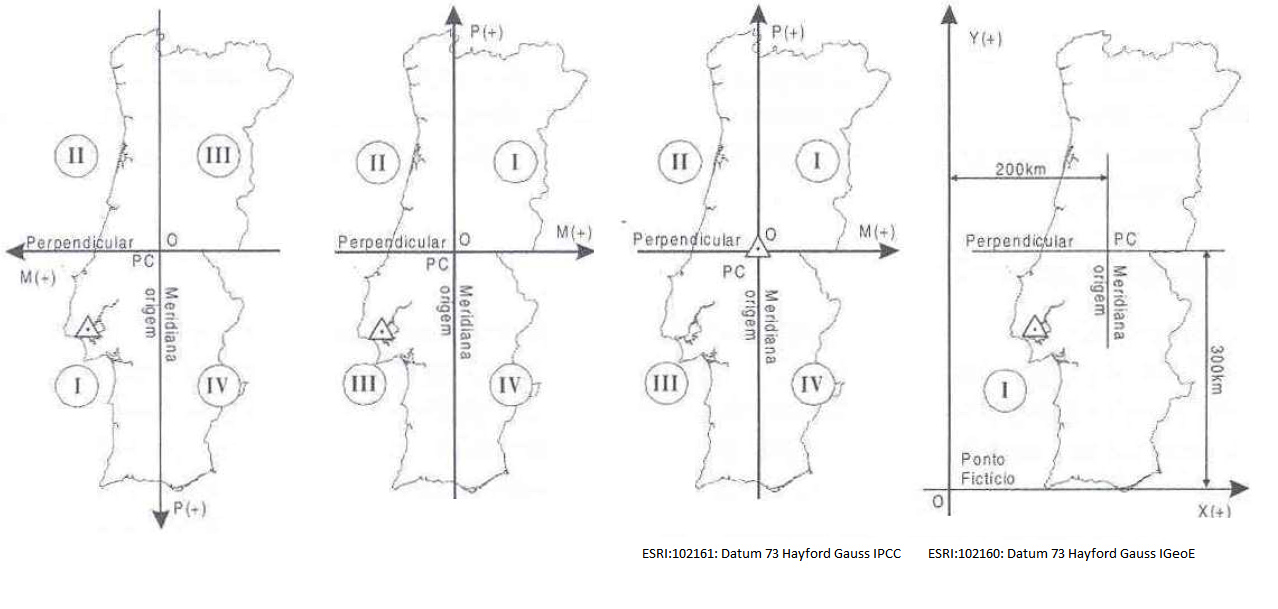 II
III
Perpendicular
O
M(+)
PC
Meridiana
origem
I
IV
P(+)
P(+)
II
I
Perpendicular
O
M(+)
PC
Meridiana
origem
III
IV
P(+)
II
I
Perpendicular
O
M(+)
PC
Meridiana
origem
III
IV
Y(+)
200km
Perpendicular
PC
Meridiana
origem
300km
I
Ponto
Ficticio
O
X(+)
ESRI:102161: Datum 73 Hayford Gauss IPCC
ESRI:102160: Datum 73 Hayford Gauss IGeoE